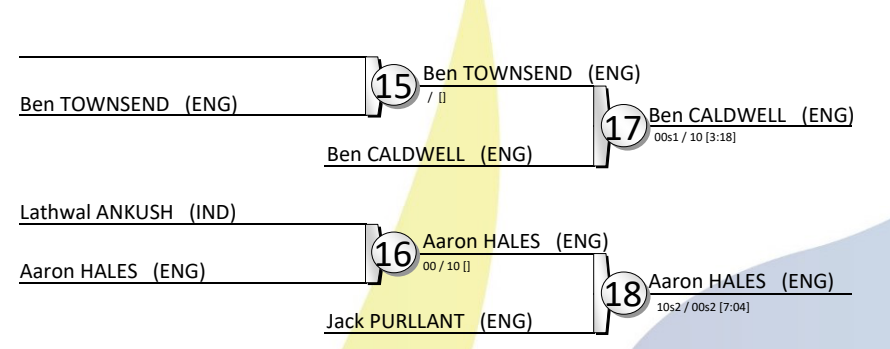 Ben TOWNSEND (ENG)
15
Ben TOWNSEND (ENG)
/ []
Ben CALDWELL (ENG)
17
Ben CALDWELL (ENG)
00s1 / 10 [3:18]
Lathwal ANKUSH (IND)
Aaron HALES (ENG)
16
Aaron HALES (ENG)
00 / 10 []
Jack PURLLANT (ENG)
18
Aaron HALES (ENG)
10s2 / 00s2 [7:04]